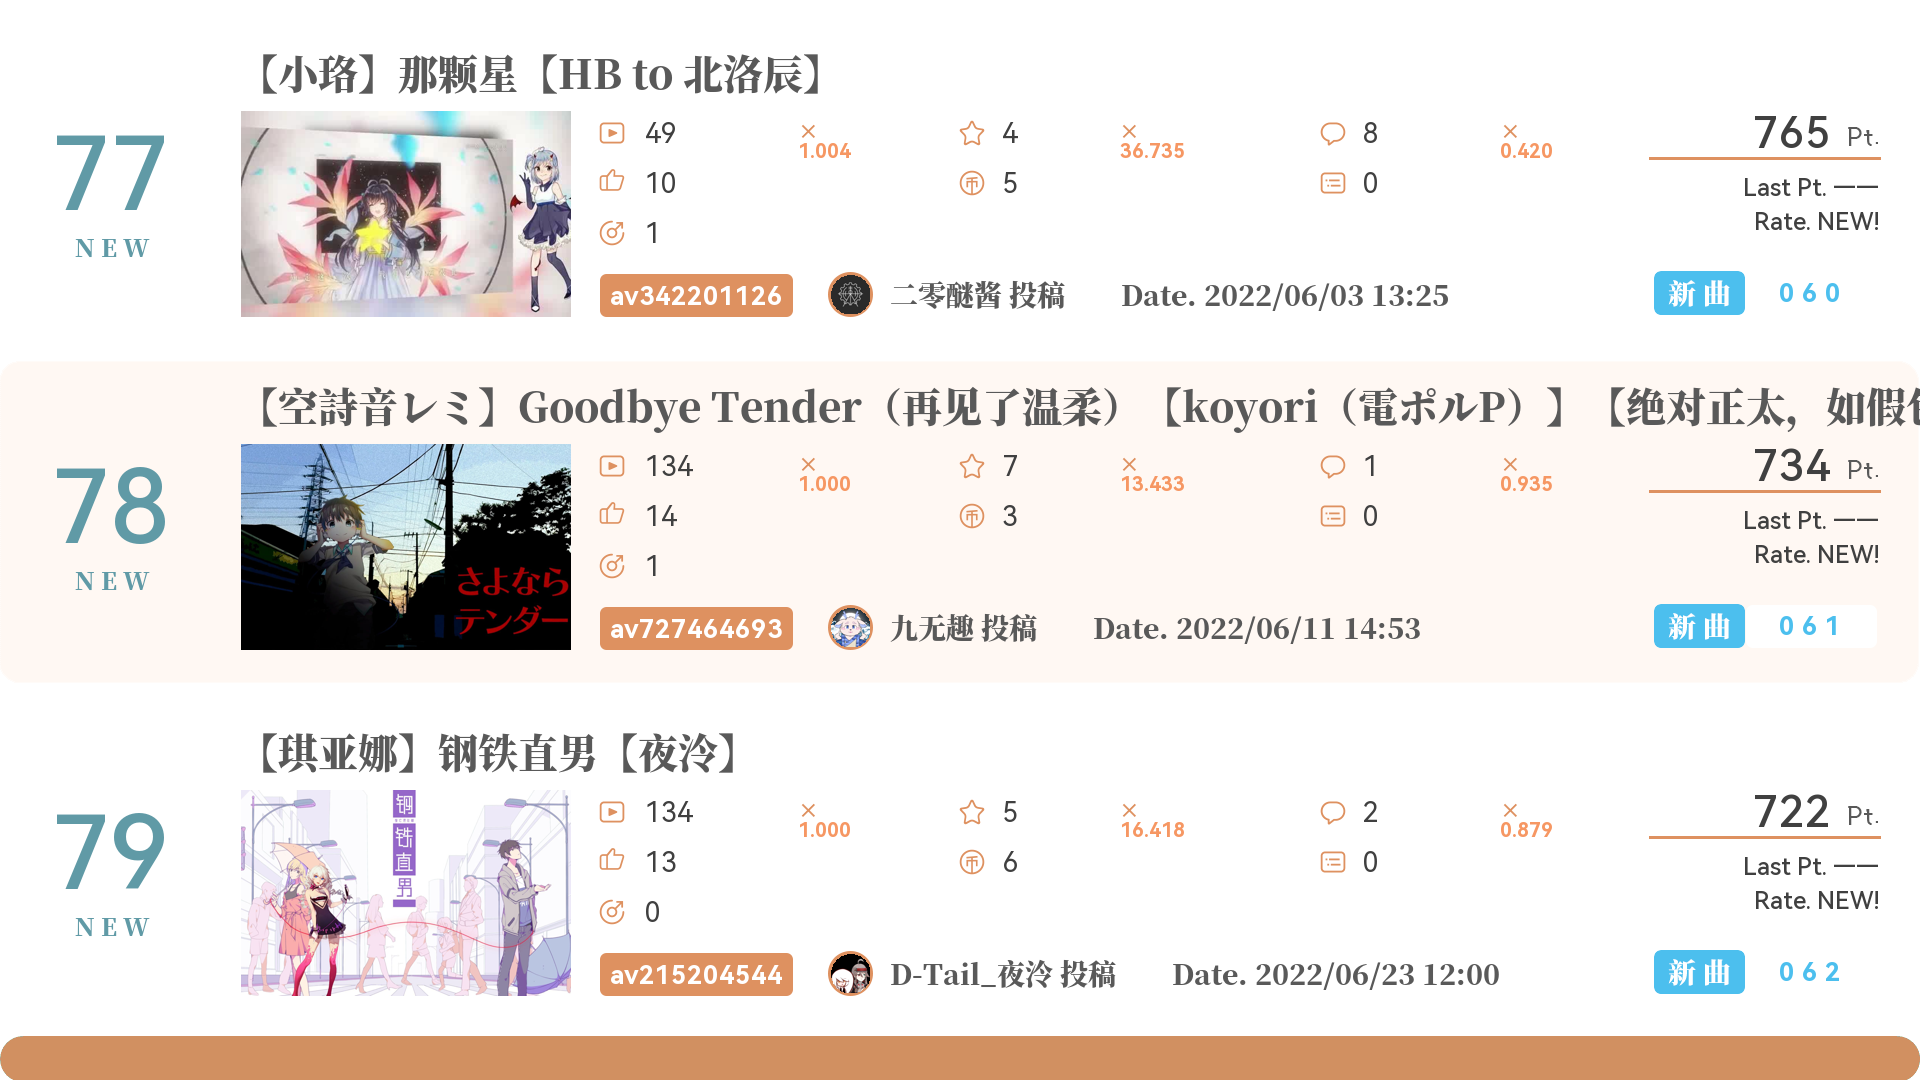 【小珞】那颗星【HB to 北洛辰】
77
NEW
49
×
1.004
4
×
36.735
8
×
0.420
765 Pt.
10
币 5
0
Last Pt. ——
1
Rate. NEW!
av342201126
二零醚酱 投稿
Date. 2022/06/03 13:25
新曲 060
【空詩音レミ】Goodbye Tender（再见了温柔）【koyori（電ポルP）】【绝对正太，如假包
78
NEW
さよなら
テンダー
134
×
1.000
7
×
13.433
1
×
0.935
734 Pt.
14
币 3
0
Last Pt. ——
1
Rate. NEW!
av727464693
九无趣 投稿
Date. 2022/06/11 14:53
新曲 061
【琪亚娜】钢铁直男【夜泠】
79
NEW
钢
铁
直
男
134
×
1.000
5
×
16.418
2
×
0.879
722 Pt.
13
币 6
0
Last Pt. ——
0
Rate. NEW!
av215204544
D-Tail_夜泠 投稿
Date. 2022/06/23 12:00
新曲 062